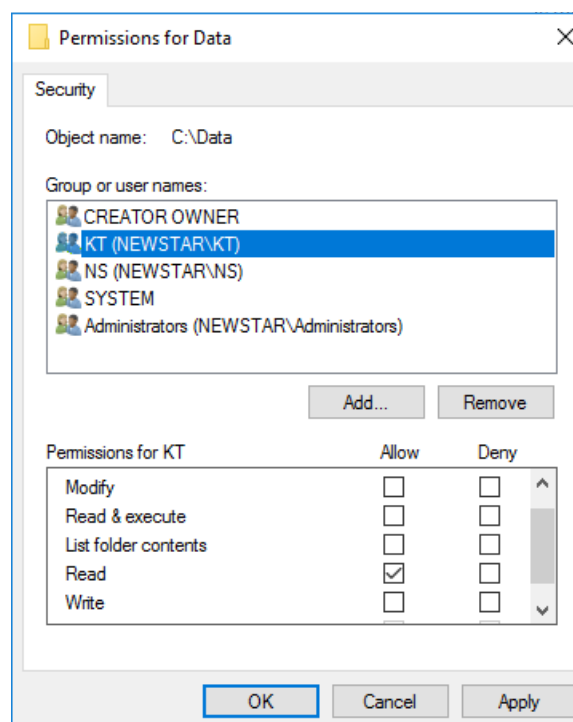 Permissions for Data
Security
Object name: C:\Data
Group or user names:
CREATOR OWNER
KT (NEWSTAR\KT)
NS (NEWSTAR\NS)
SYSTEM
Administrators (NEWSTAR\Administrators)
Add... Remove
Permissions for KT Allow Deny
Modify
Read & execute
List folder contents
Read
Write
OK Cancel Apply